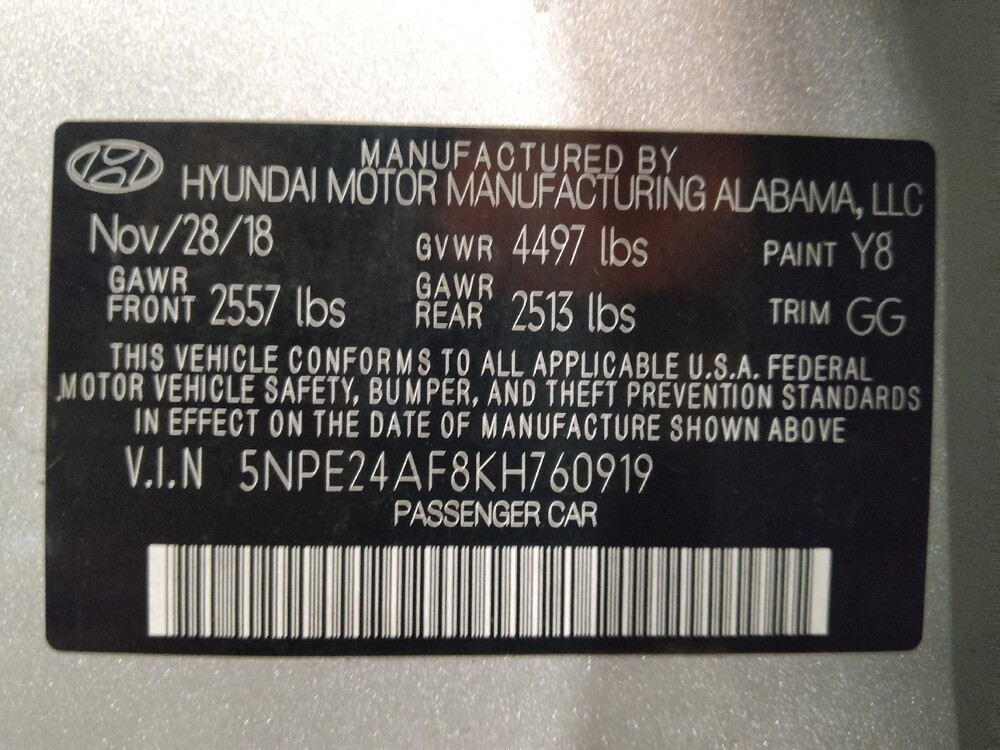 MANUFACTURED BY
HYUNDAI MOTOR MANUFACTURING ALABAMA, LLC
Nov/28/18 GVWR 4497 lbs PAINT Y8
GAWR FRONT 2557 lbs GAWR REAR 2513 lbs TRIM GG
THIS VEHICLE CONFORMS TO ALL APPLICABLE U.S.A. FEDERAL
MOTOR VEHICLE SAFETY, BUMPER, AND THEFT PREVENTION STANDARDS
IN EFFECT ON THE DATE OF MANUFACTURE SHOWN ABOVE
V.I.N 5NPE24AF8KH760919
PASSENGER CAR